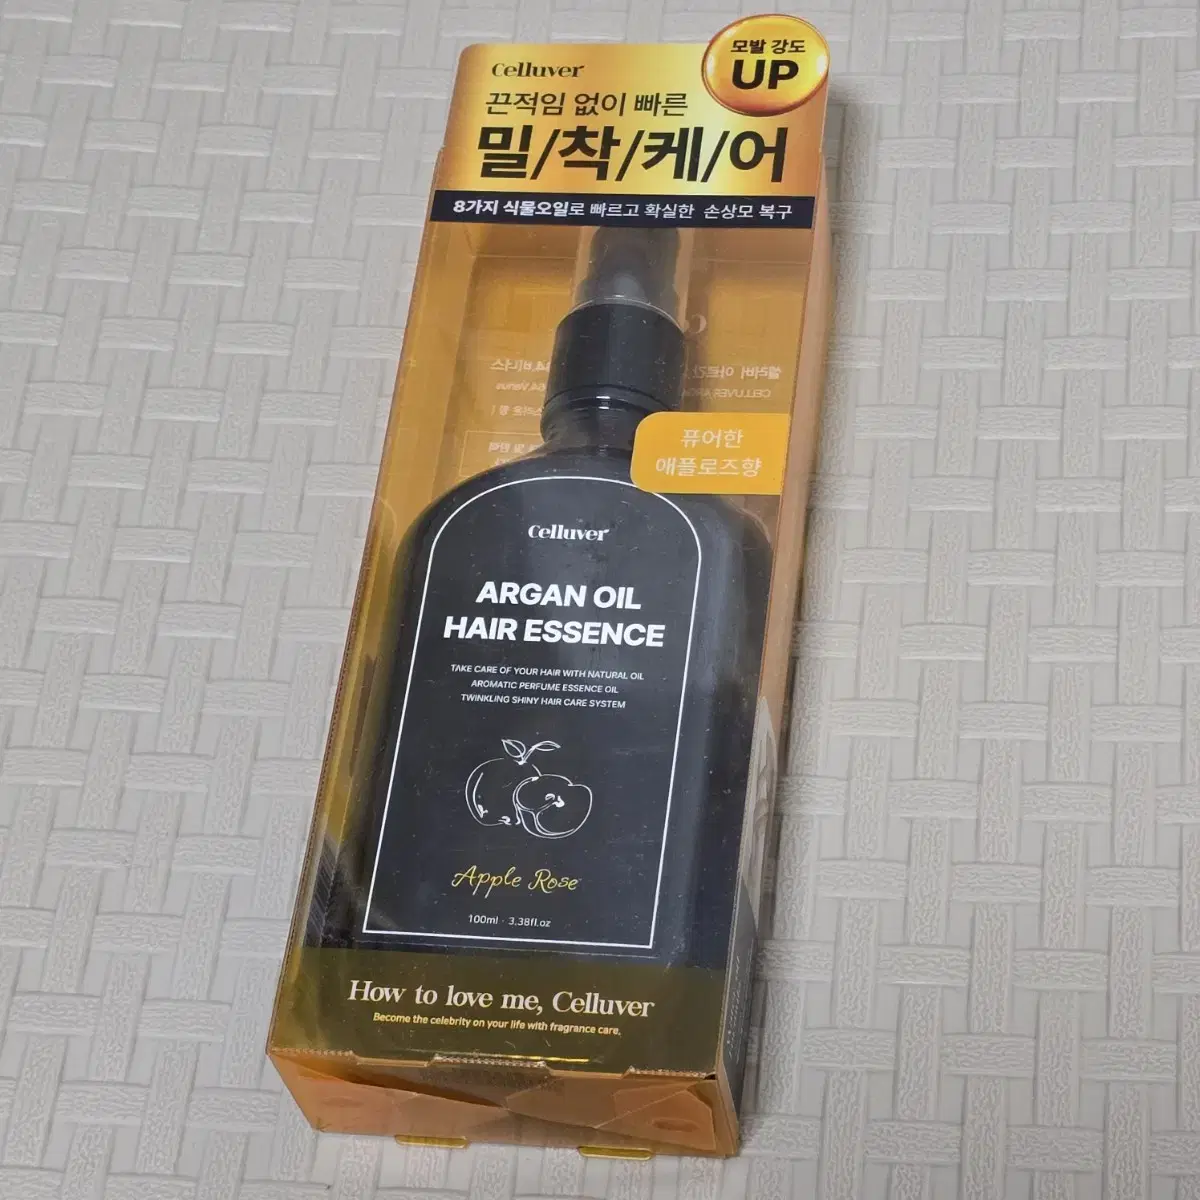 모발 강도
UP
Celluver
끈적임 없이 빠른
밀/착/케/어
8가지 식물오일로 빠르고 확실한 손상모 복구
퓨어한
애플로즈향
Celluver
ARGAN OIL
HAIR ESSENCE
TAKE CARE OF YOUR HAIR WITH NATURAL OIL
AROMATIC PERFUME ESSENCE OIL
TWINKLING SHINY HAIR CARE SYSTEM
Apple Rose
100ml · 3.38fl.oz
How to love me, Celluver
Become the celebrity on your life with fragrance care.